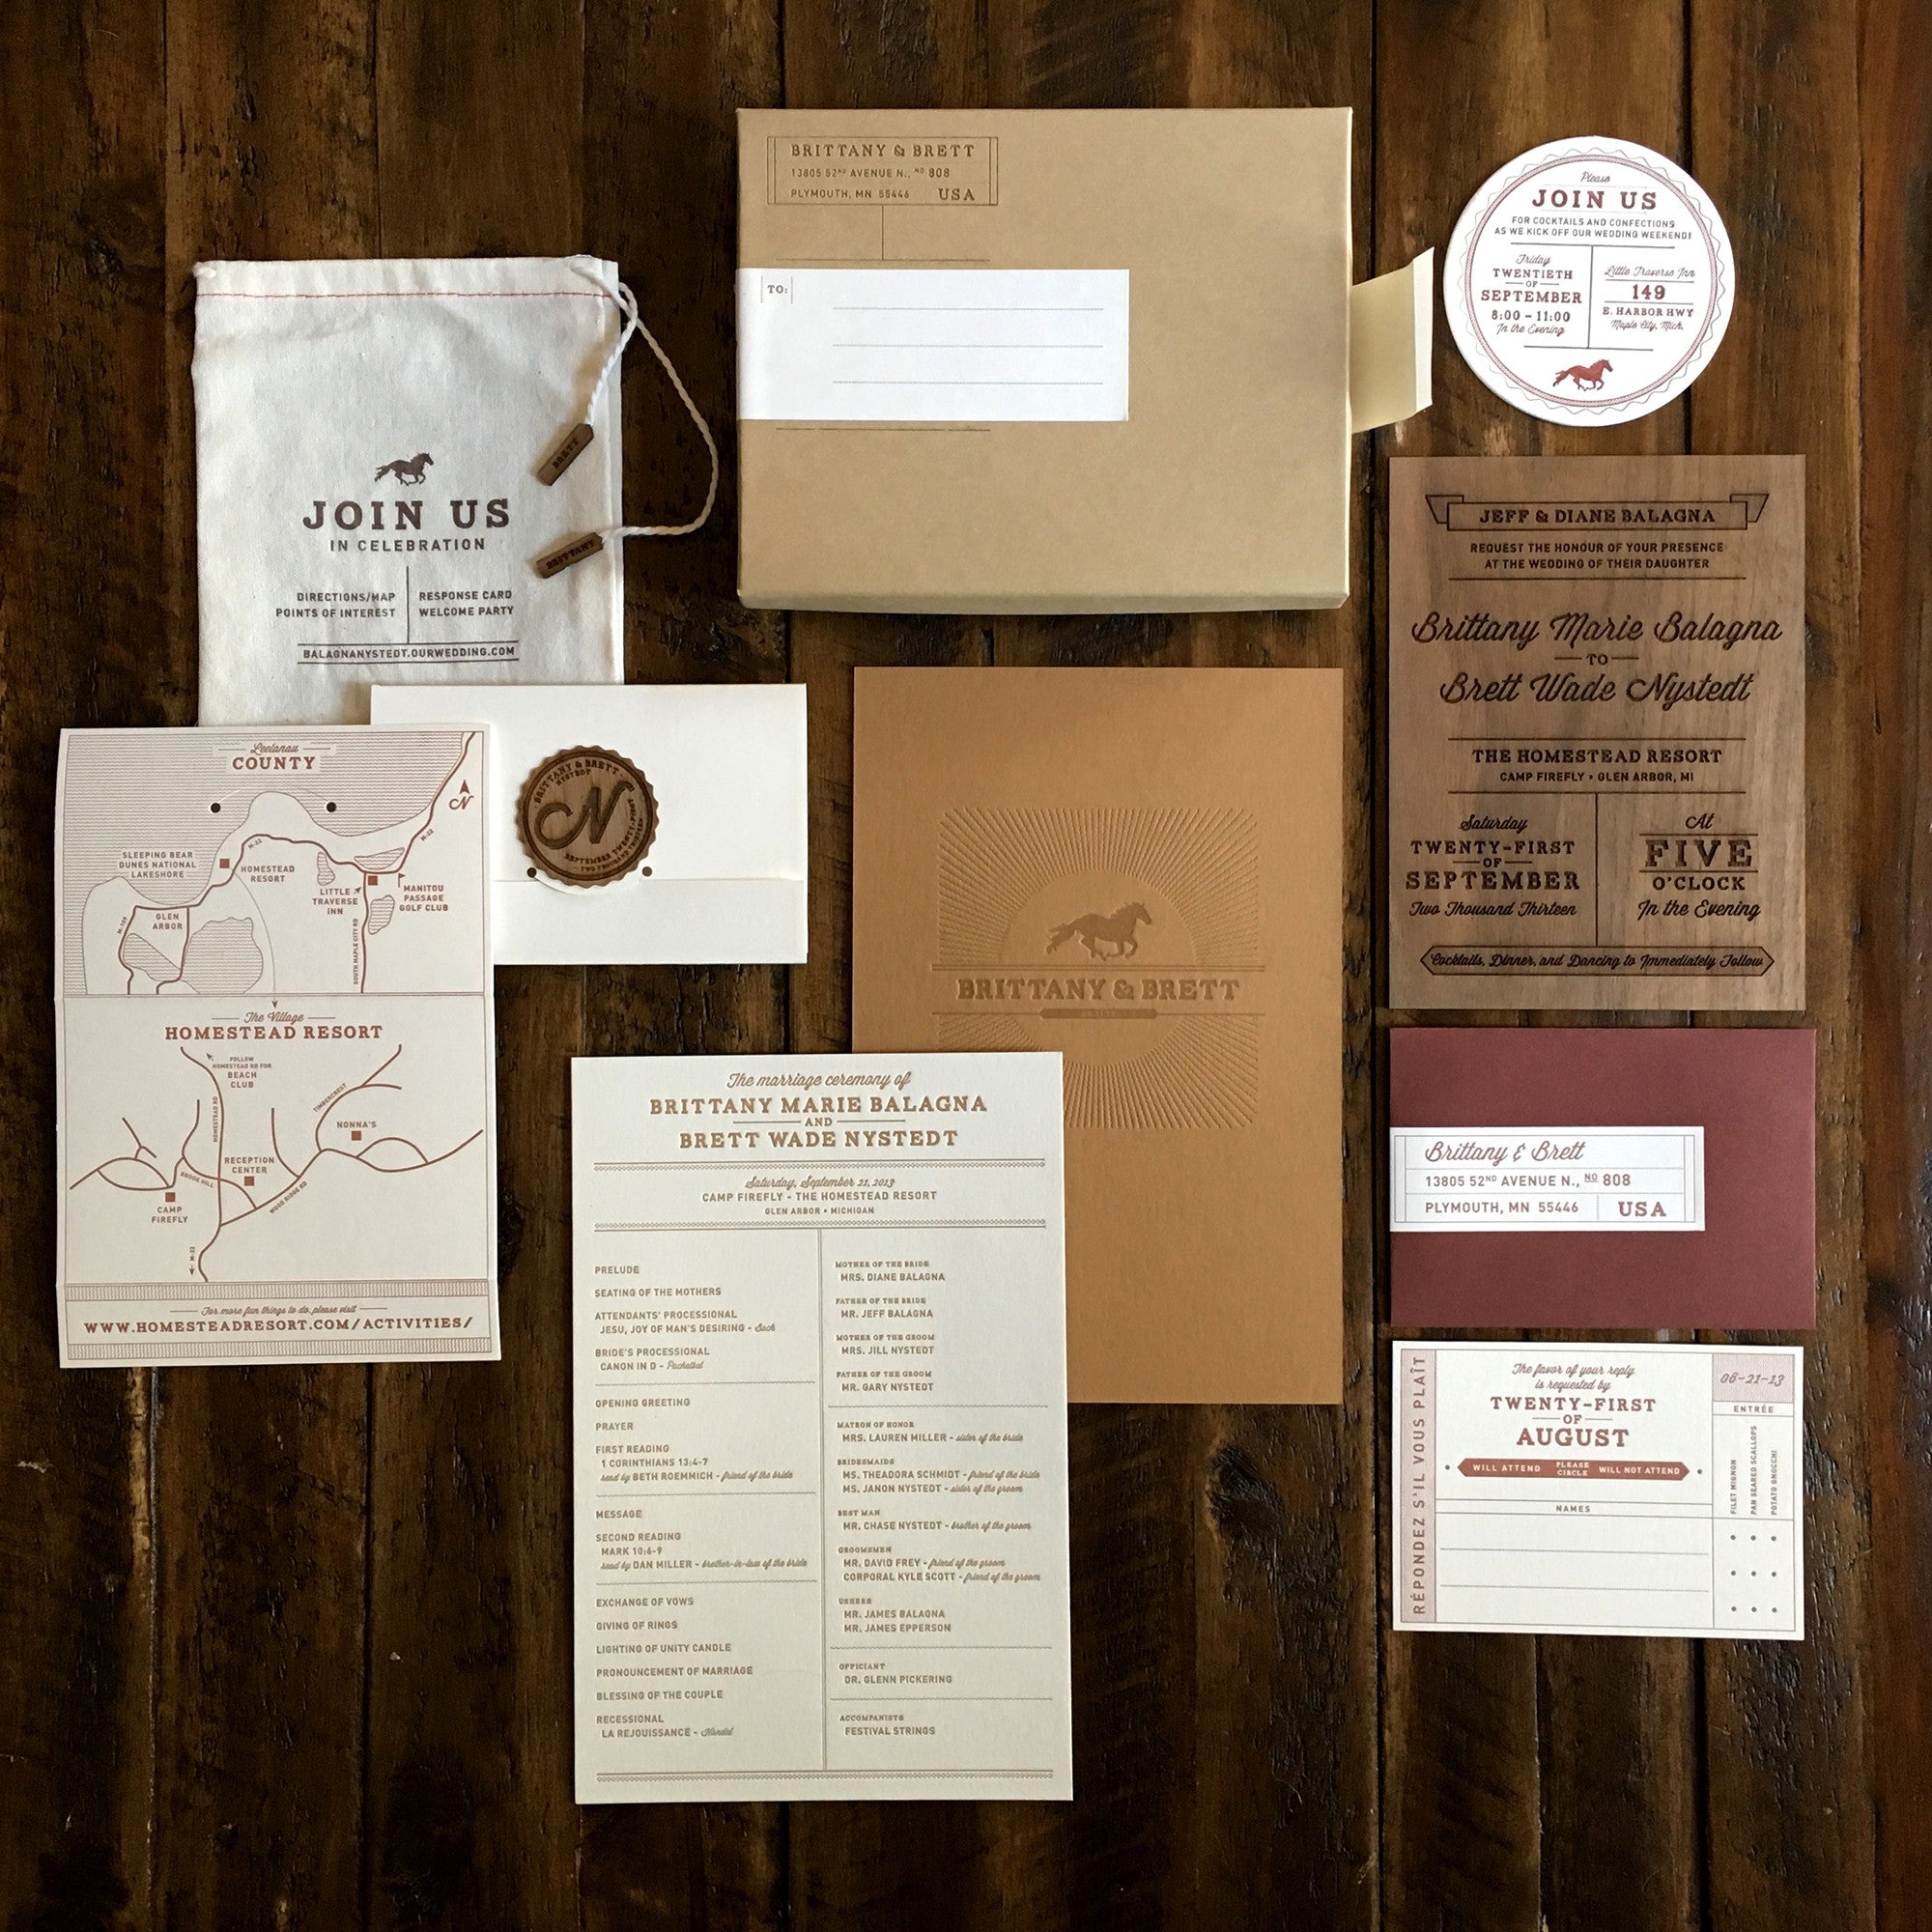 BRITTANY & BRETT
13805 52ND AVENUE N., NO 808
PLYMOUTH, MN 55446 USA
TO:
Please
JOIN US
FOR COCKTAILS AND CONFECTIONS
AS WE KICK OFF OUR WEDDING WEEKEND!
Friday
TWENTIETH
OF
SEPTEMBER
8:00 - 11:00
In the Evening
Little Traverse Inn
149
E. HARBOR HWY
Maple City, Mich.
BRETT
BRITTANY
JOIN US
IN CELEBRATION
DIRECTIONS/MAP
POINTS OF INTEREST
RESPONSE CARD
WELCOME PARTY
BALAGNANYSTEDT.OURWEDDING.COM
JEFF & DIANE BALAGNA
REQUEST THE HONOUR OF YOUR PRESENCE
AT THE WEDDING OF THEIR DAUGHTER
Brittany Marie Balagna
TO
Brett Wade Nystedt
THE HOMESTEAD RESORT
CAMP FIREFLY • GLEN ARBOR, MI
Saturday
TWENTY-FIRST
OF
SEPTEMBER
Two Thousand Thirteen
At
FIVE
O'CLOCK
In the Evening
Cocktails, Dinner, and Dancing to Immediately Follow
Leelanau
COUNTY
N
M-22
M-22
SLEEPING BEAR
DUNES NATIONAL
LAKESHORE
HOMESTEAD
RESORT
LITTLE
TRAVERSE
INN
MANITOU
PASSAGE
GOLF CLUB
GLEN
ARBOR
M-109
SOUTH MAPLE CITY RD
The Village
HOMESTEAD RESORT
FOLLOW
HOMESTEAD RD FOR
BEACH
CLUB
HOMESTEAD RD
TIMBERCREST
NONNA'S
RECEPTION
CENTER
BROOK HILL
WOOD RIDGE RD
CAMP
FIREFLY
M-22
For more fun things to do, please visit
WWW.HOMESTEADRESORT.COM/ACTIVITIES/
BRITTANY & BRETT
NYSTEDT
N
SEPTEMBER TWENTY-FIRST
TWO THOUSAND THIRTEEN
BRITTANY & BRETT
The marriage ceremony of
BRITTANY MARIE BALAGNA
AND
BRETT WADE NYSTEDT
Saturday, September 21, 2013
CAMP FIREFLY - THE HOMESTEAD RESORT
GLEN ARBOR • MICHIGAN
PRELUDE
SEATING OF THE MOTHERS
ATTENDANTS' PROCESSIONAL
JESU, JOY OF MAN'S DESIRING - Bach
BRIDE'S PROCESSIONAL
CANON IN D - Pachelbel
OPENING GREETING
PRAYER
FIRST READING
1 CORINTHIANS 13:4-7
read by BETH ROEMMICH - friend of the bride
MESSAGE
SECOND READING
MARK 10:6-9
read by DAN MILLER - brother-in-law of the bride
EXCHANGE OF VOWS
GIVING OF RINGS
LIGHTING OF UNITY CANDLE
PRONOUNCEMENT OF MARRIAGE
BLESSING OF THE COUPLE
RECESSIONAL
LA REJOUISSANCE - Handel
MOTHER OF THE BRIDE
MRS. DIANE BALAGNA
FATHER OF THE BRIDE
MR. JEFF BALAGNA
MOTHER OF THE GROOM
MRS. JILL NYSTEDT
FATHER OF THE GROOM
MR. GARY NYSTEDT
MATRON OF HONOR
MRS. LAUREN MILLER - sister of the bride
BRIDESMAIDS
MS. THEADORA SCHMIDT - friend of the bride
MS. JANON NYSTEDT - sister of the groom
BEST MAN
MR. CHASE NYSTEDT - brother of the groom
GROOMSMEN
MR. DAVID FREY - friend of the groom
CORPORAL KYLE SCOTT - friend of the groom
USHERS
MR. JAMES BALAGNA
MR. JAMES EPPERSON
OFFICIANT
DR. GLENN PICKERING
ACCOMPANISTS
FESTIVAL STRINGS
Brittany & Brett
13805 52ND AVENUE N., NO 808
PLYMOUTH, MN 55446 USA
RÉPONDEZ S'IL VOUS PLAÎT
The favor of your reply
is requested by
TWENTY-FIRST
OF
AUGUST
WILL ATTEND PLEASE CIRCLE WILL NOT ATTEND
NAMES
08-21-13
ENTRÉE
FILET MIGNON
PAN SEARED SCALLOPS
POTATO GNOCCHI